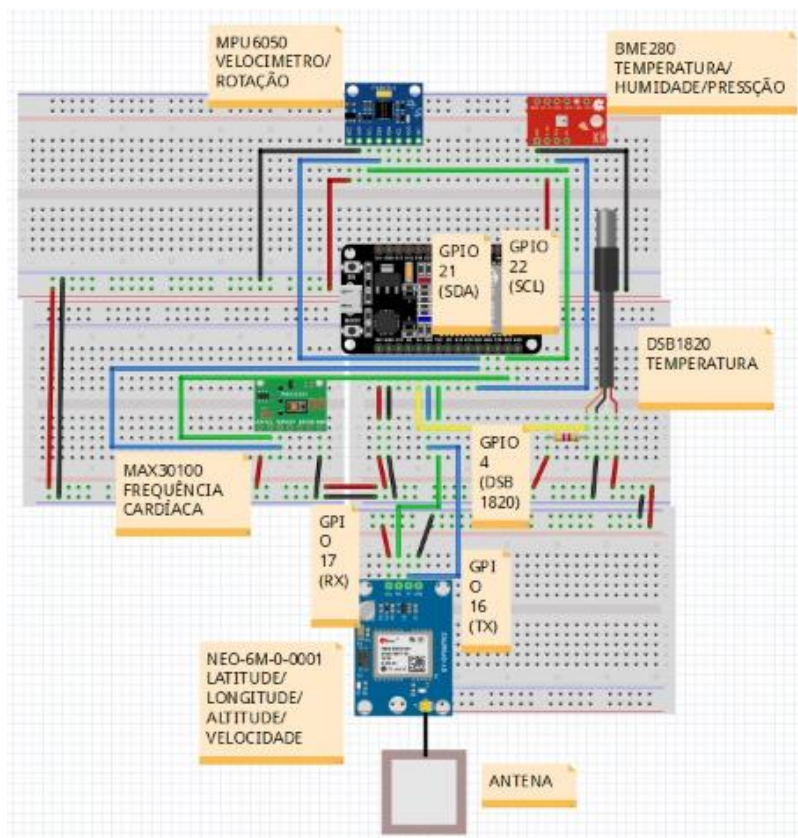 MPU6050
VELOCIMETRO/
ROTAÇÃO
BME280
TEMPERATURA/
HUMIDADE/PRESSÇÃO
GPIO
21
(SDA)
GPIO
22
(SCL)
DSB1820
TEMPERATURA
MAX30100
FREQUÊNCIA
CARDÍACA
GPIO
4
(DSB
1820)
GPI
O
17
(RX)
GPI
O
16
(TX)
NEO-6M-0-0001
LATITUDE/
LONGITUDE/
ALTITUDE/
VELOCIDADE
ANTENA